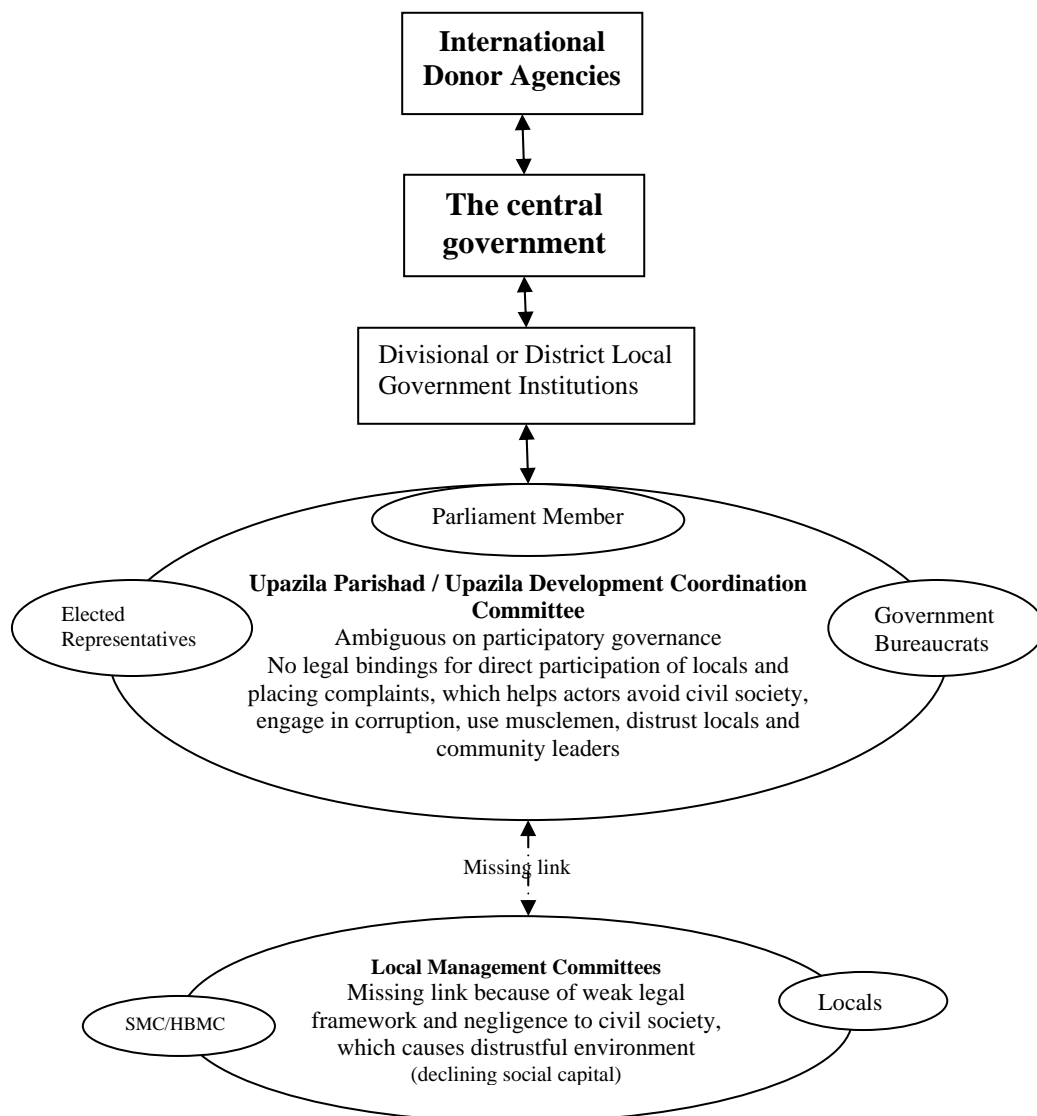 International
Donor Agencies
The central
government
Divisional or District Local
Government Institutions
Parliament Member
Upazila Parishad / Upazila Development Coordination
Committee
Elected
Representatives
Government
Bureaucrats
Ambiguous on participatory governance
No legal bindings for direct participation of locals and
placing complaints, which helps actors avoid civil society,
engage in corruption, use musclemen, distrust locals and
community leaders
Missing link
Local Management Committees
Missing link because of weak legal
framework and negligence to civil society,
which causes distrustful environment
(declining social capital)
SMC/HBMC
Locals